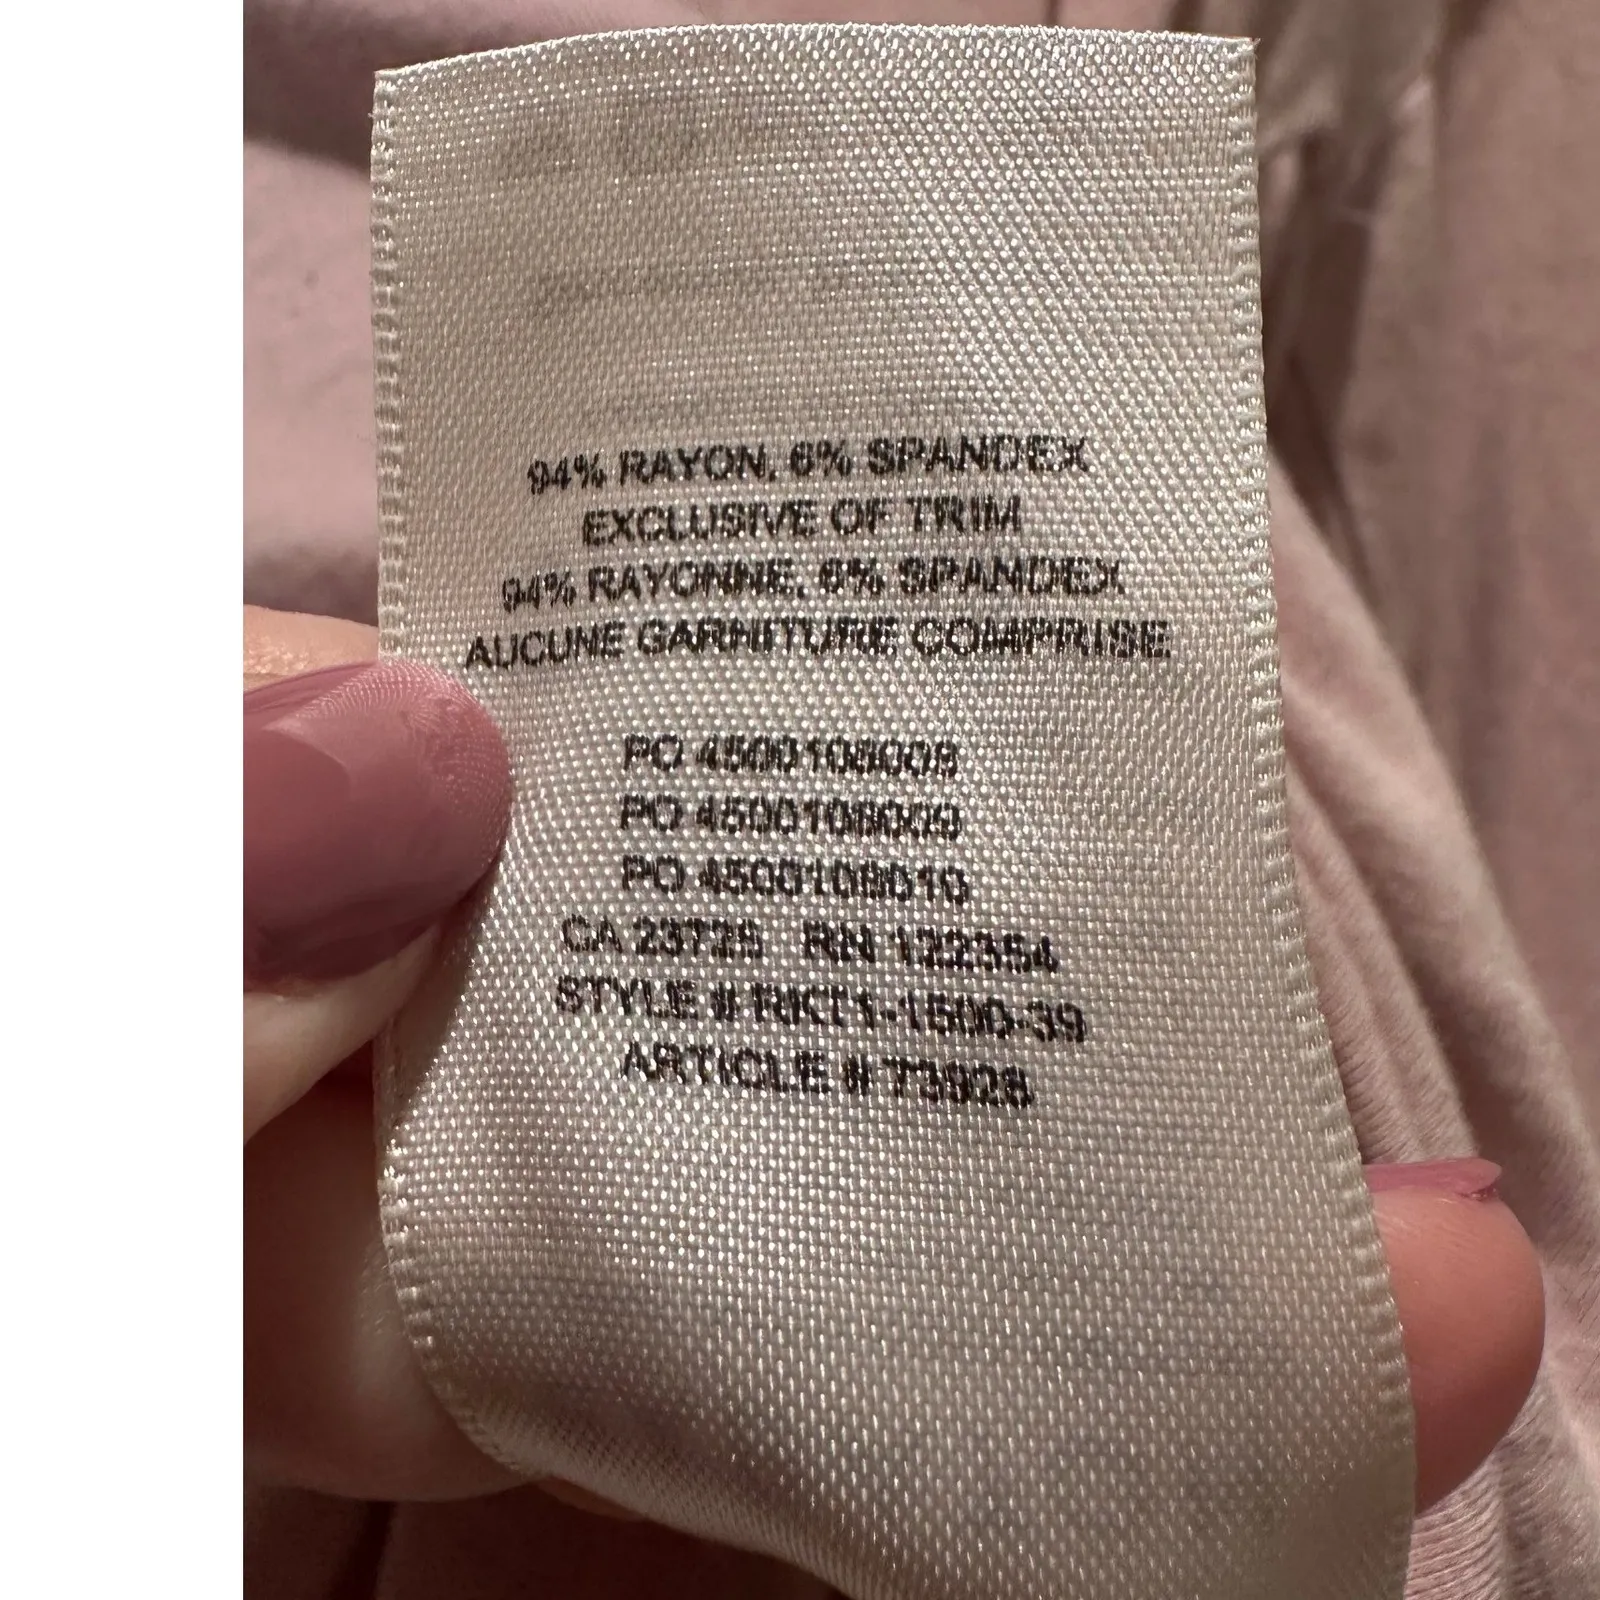 94% RAYON, 6% SPANDEX
EXCLUSIVE OF TRIM
94% RAYONNE, 6% SPANDEX
AUCUNE GARNITURE COMPRISE
PO 4500108008
PO 4500108009
PO 4500108010
CA 23725 RN 122354
STYLE # RKT1-1500-39
ARTICLE # 73928